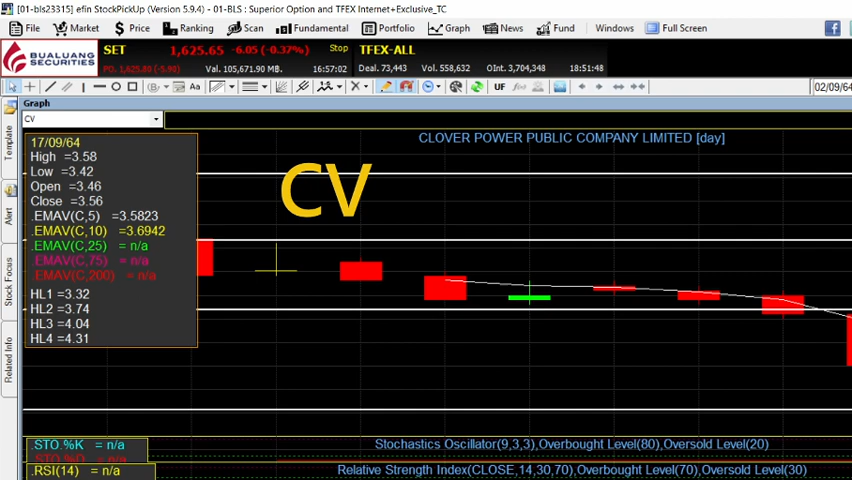 [01-bls23315] efin StockPickUp (Version 5.9.4) - 01-BLS : Superior Option and TFEX Internet+Exclusive_TC
File Market Price Ranking Scan Fundamental Portfolio Graph News Fund Windows Full Screen
BUALUANG SECURITIES
SET 1,625.65 -6.05 (-0.37%) Stop
PO. 1,625.80 (-5.90) Val. 105,671.90 MB. 16:57:02
TFEX-ALL
Deal. 73,443 Vol. 558,632 OInt. 3,704,348 18:51:48
Aa UF 02/09/64
Graph
CV
Template
Alert
Stock Focus
Related Info
CLOVER POWER PUBLIC COMPANY LIMITED [day]
CV
17/09/64
High =3.58
Low =3.42
Open =3.46
Close =3.56
.EMAV(C,5) =3.5823
.EMAV(C,10) =3.6942
.EMAV(C,25) = n/a
.EMAV(C,75) = n/a
.EMAV(C,200) = n/a
HL1 =3.32
HL2 =3.74
HL3 =4.04
HL4 =4.31
.STO.%K = n/a
.STO.%D = n/a
Stochastics Oscillator(9,3,3),Overbought Level(80),Oversold Level(20)
.RSI(14) = n/a
Relative Strength Index(CLOSE,14,30,70),Overbought Level(70),Oversold Level(30)